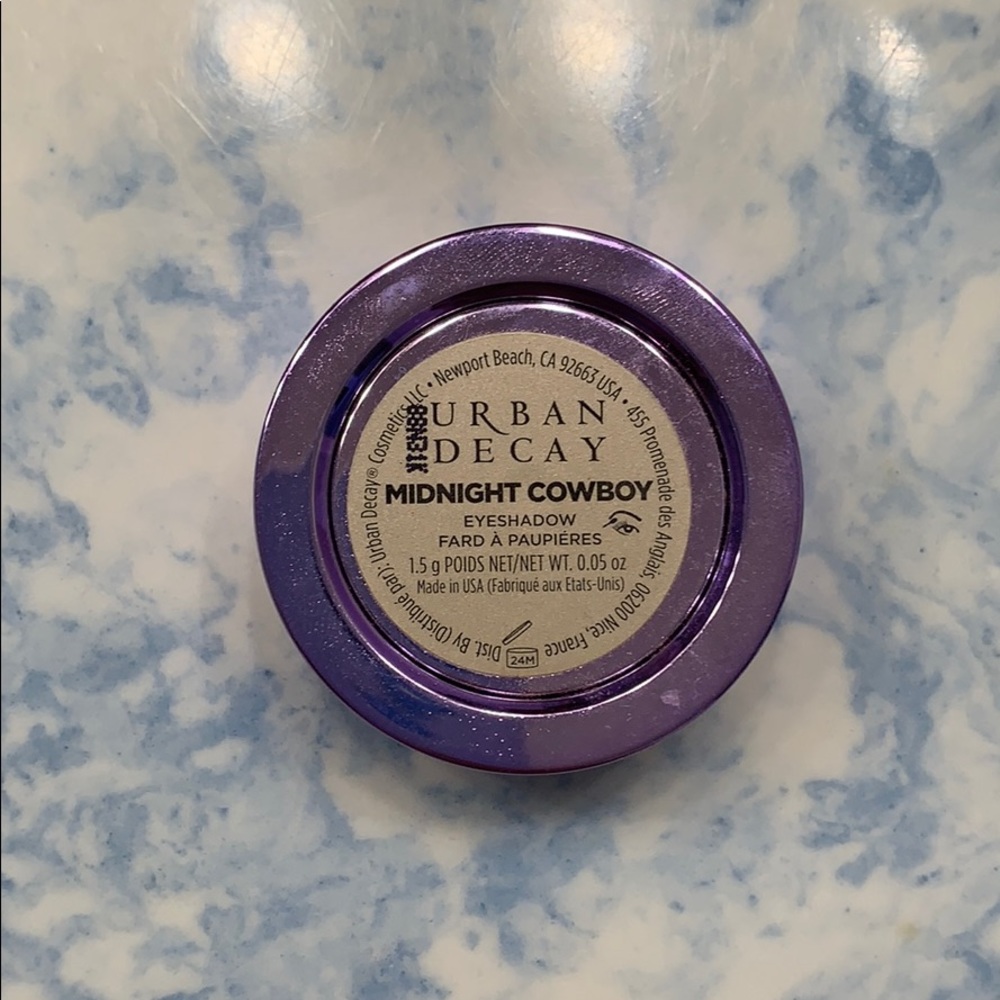 URBAN
DECAY
MIDNIGHT COWBOY
EYESHADOW
FARD À PAUPIÉRES
1.5 g POIDS NET/NET WT. 0.05 oz
Made in USA (Fabriqué aux Etats-Unis)
24M
Dist. By (Distribué par): Urban Decay® Cosmetics LLC • Newport Beach, CA 92663 USA • 455 Promenade des Anglais, 06200 Nice, France